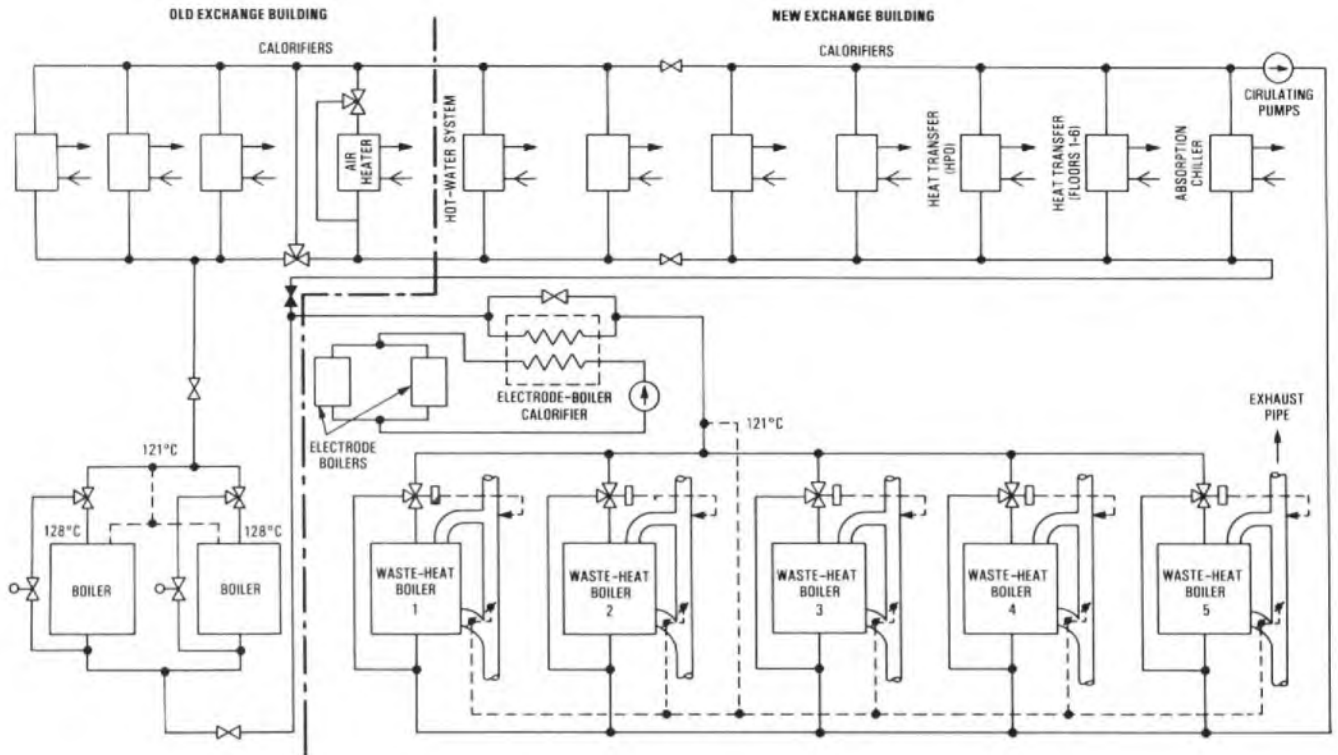 OLD EXCHANGE BUILDING
NEW EXCHANGE BUILDING
CALORIFIERS
CALORIFIERS
CIRULATING
PUMPS
AIR
HEATER
HOT-WATER SYSTEM
HEAT TRANSFER
(HPD)
HEAT TRANSFER
(FLOORS 1-6)
ABSORPTION
CHILLER
ELECTRODE-BOILER
CALORIFIER
ELECTRODE
BOILERS
121°C
121°C
EXHAUST
PIPE
128°C
128°C
BOILER
BOILER
WASTE-HEAT
BOILER
1
WASTE-HEAT
BOILER
2
WASTE-HEAT
BOILER
3
WASTE-HEAT
BOILER
4
WASTE-HEAT
BOILER
5